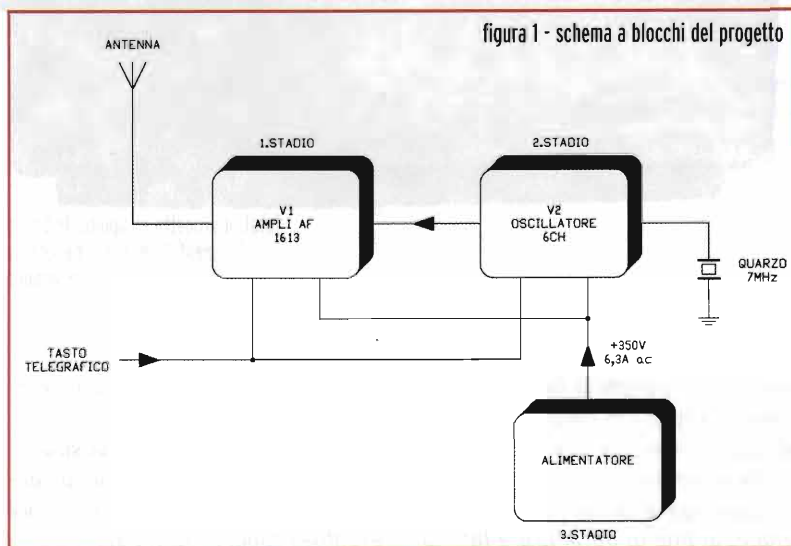 figura 1 - schema a blocchi del progetto
ANTENNA
1.STADIO
2.STADIO
V1
AMPLI AF
1613
V2
OSCILLATORE
6CH
QUARZO
7MHz
TASTO
TELEGRAFICO
+350V
6,3A ac
ALIMENTATORE
3.STADIO